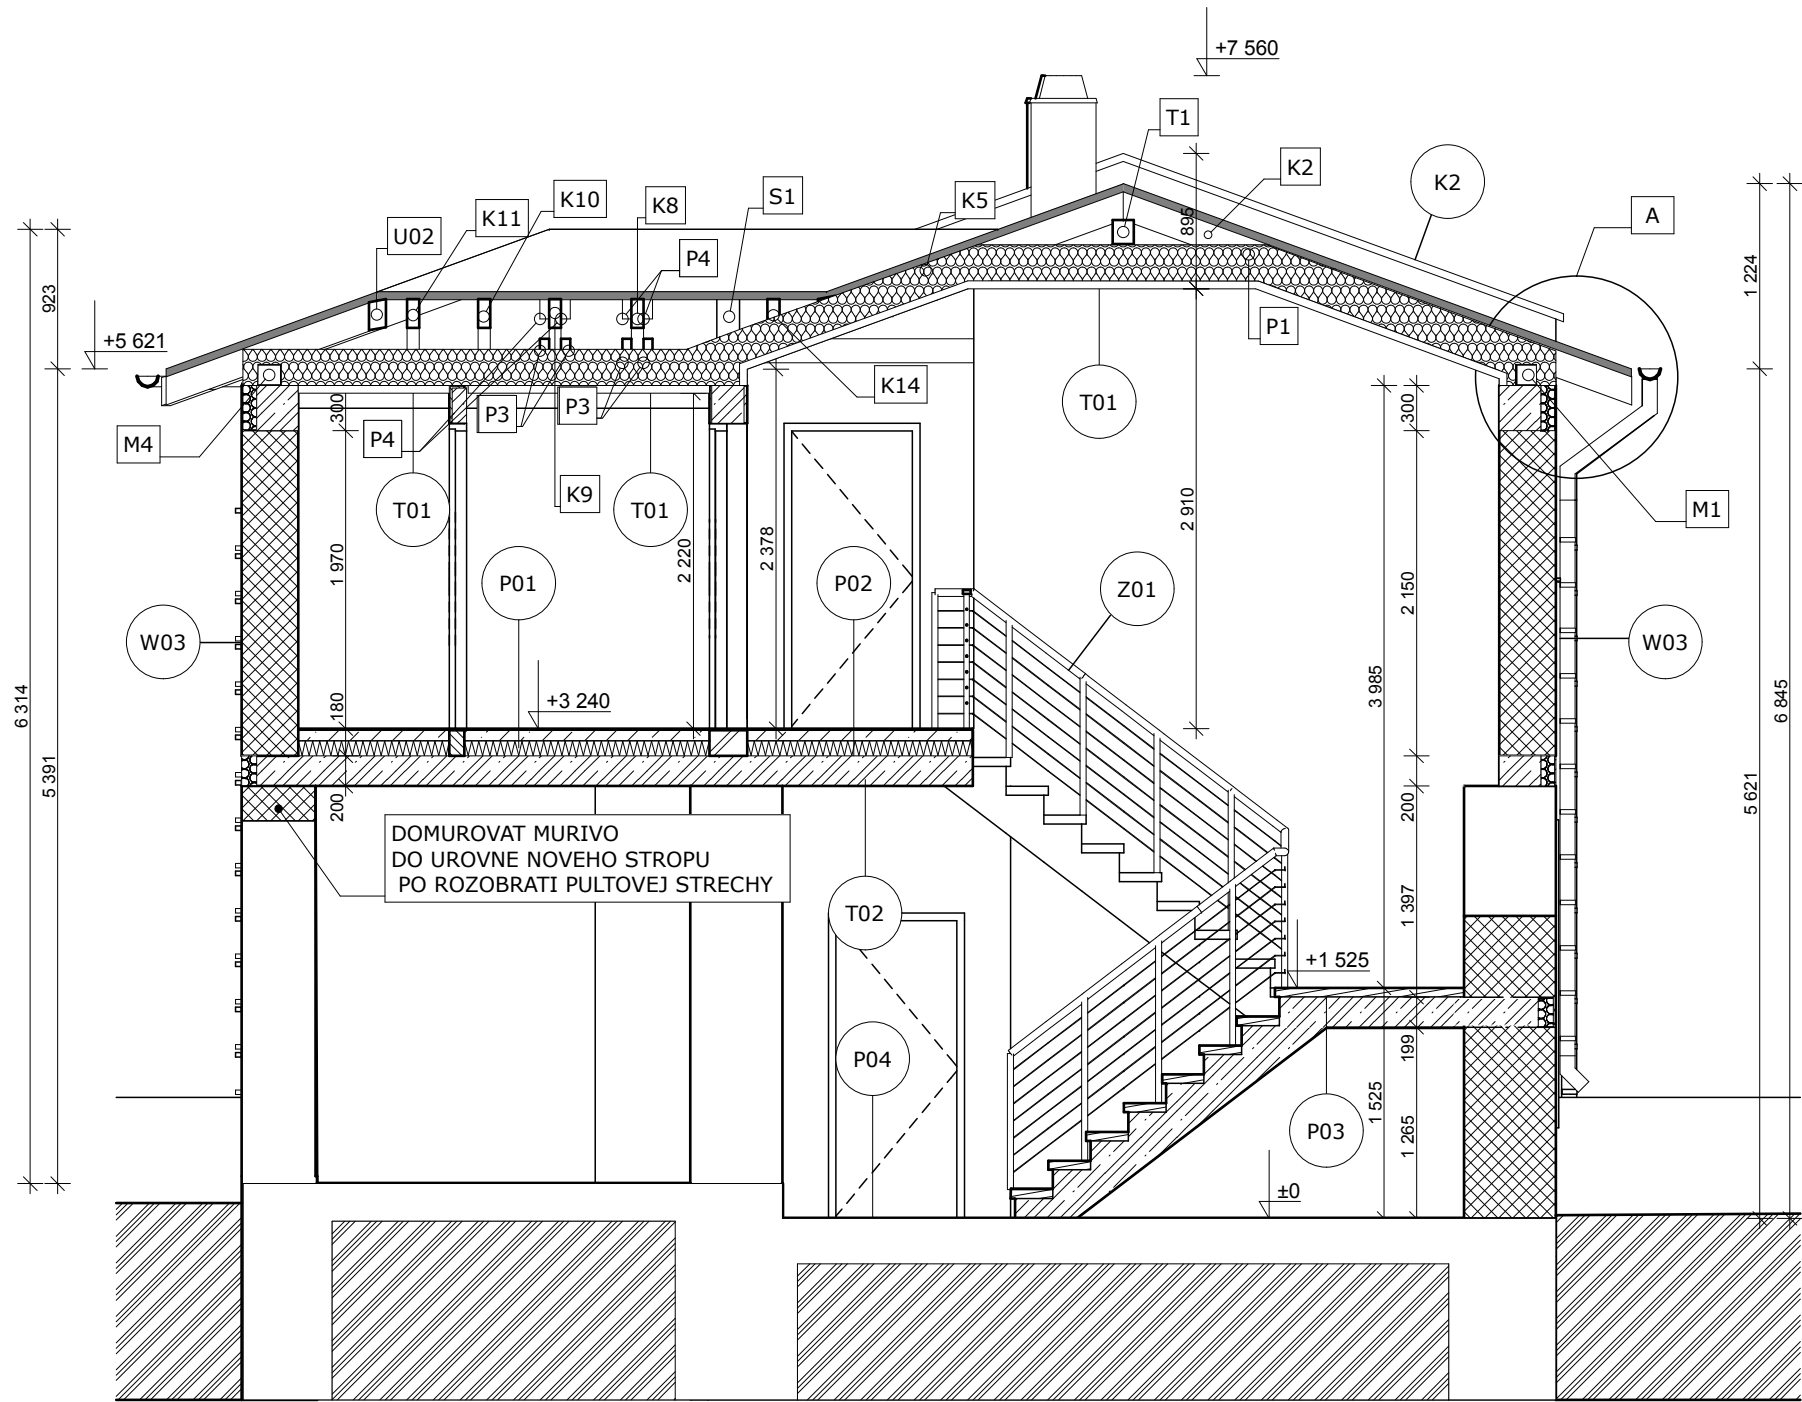 +7 560
T1
K2
K2
S1
K10
K8
K5
K11
U02
P4
A
895
923
1 224
+5 621
P1
K14
T01
300
P3
P3
P4
300
M4
K9
M1
T01
T01
2 910
1 970
2 220
2 378
P01
P02
Z01
2 150
W03
W03
6 314
5 391
180
+3 240
3 985
6 845
5 621
200
200
DOMUROVAT MURIVO
DO UROVNE NOVEHO STROPU
PO ROZOBRATI PULTOVEJ STRECHY
T02
1 397
+1 525
P04
199
1 525
1 265
P03
±0